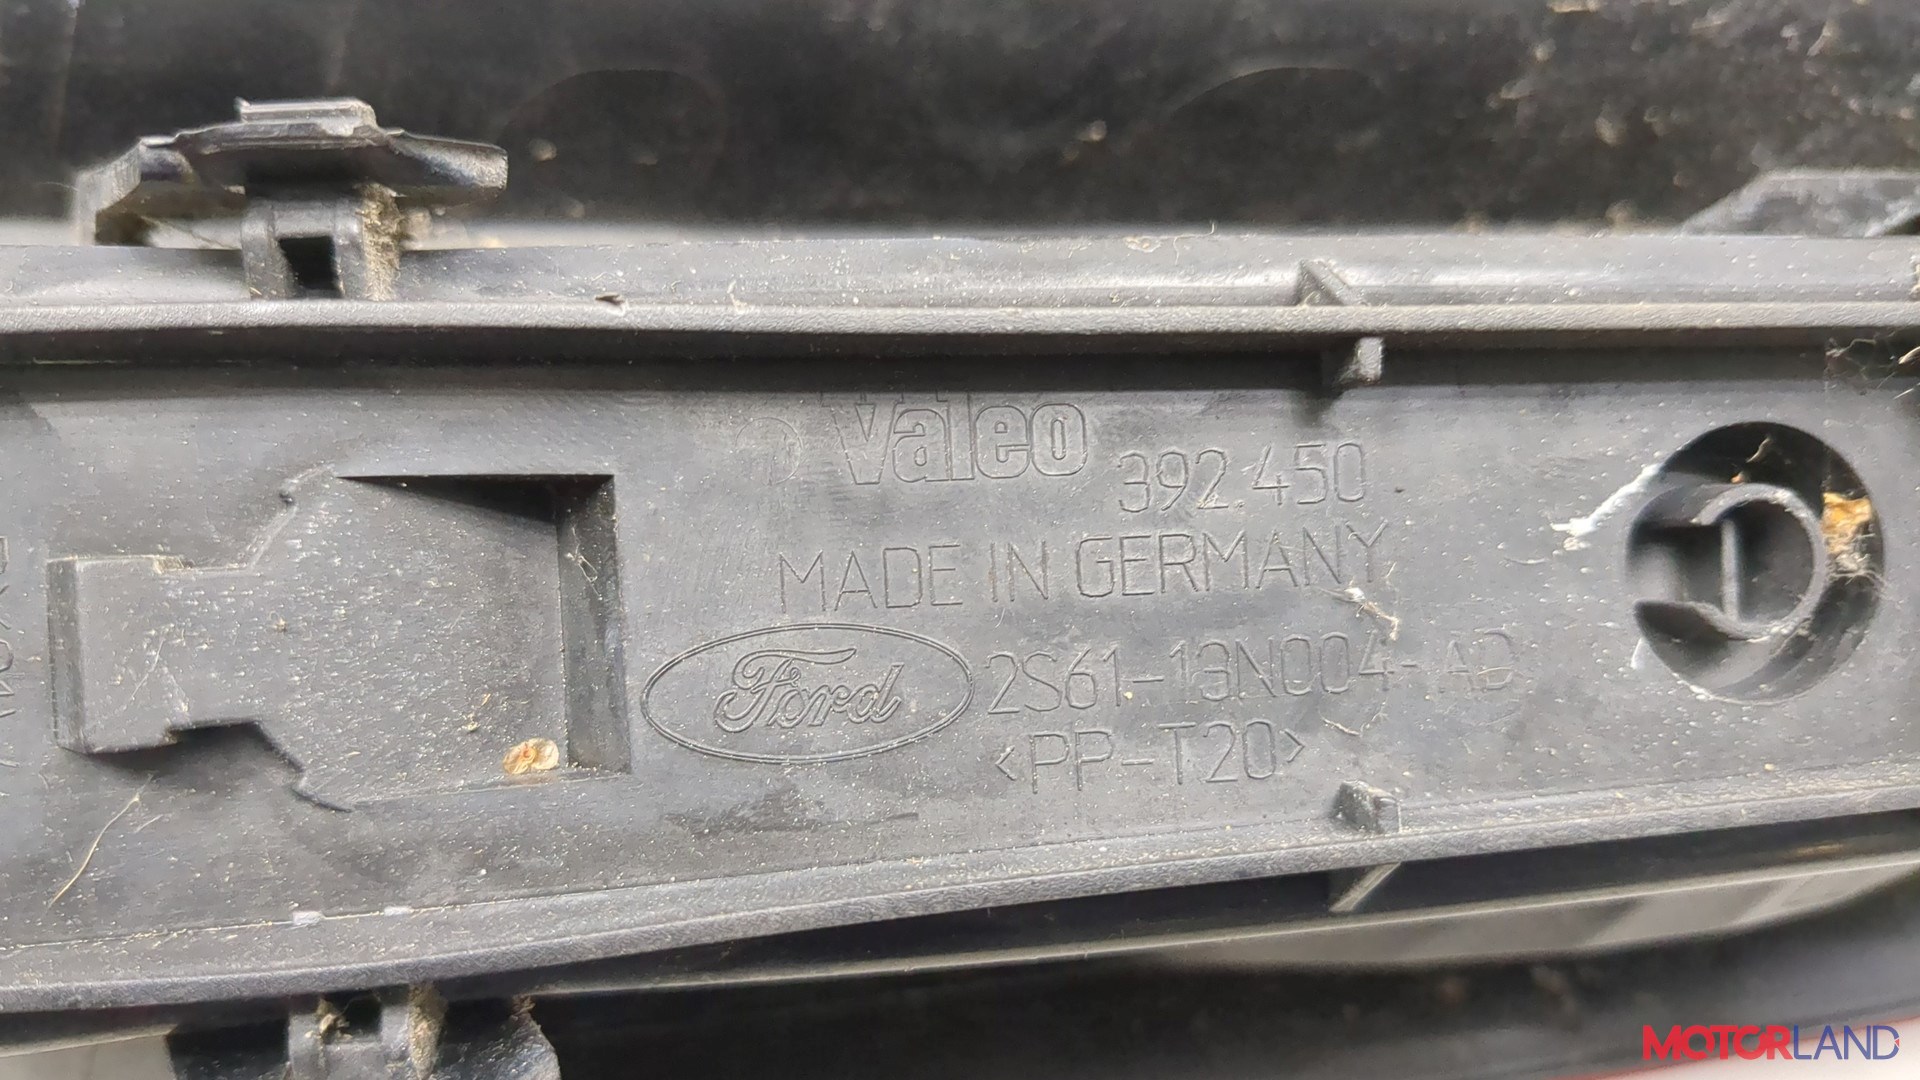 Valeo
392.450
MADE IN GERMANY
Ford 2S61-13N004-AD
<PP-T20>
MOTORLAND